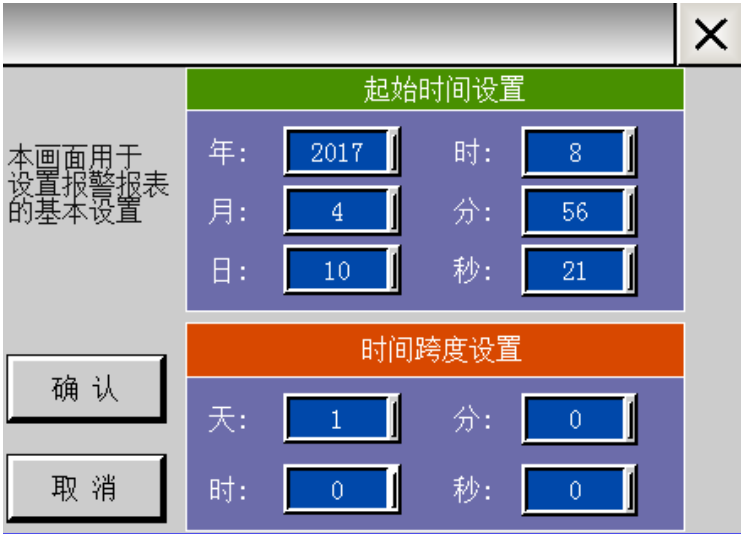 起始时间设置
本画面用于
设置报警报表
的基本设置
年: 2017 时: 8
月: 4 分: 56
日: 10 秒: 21
时间跨度设置
确 认
天: 1 分: 0
取 消
时: 0 秒: 0